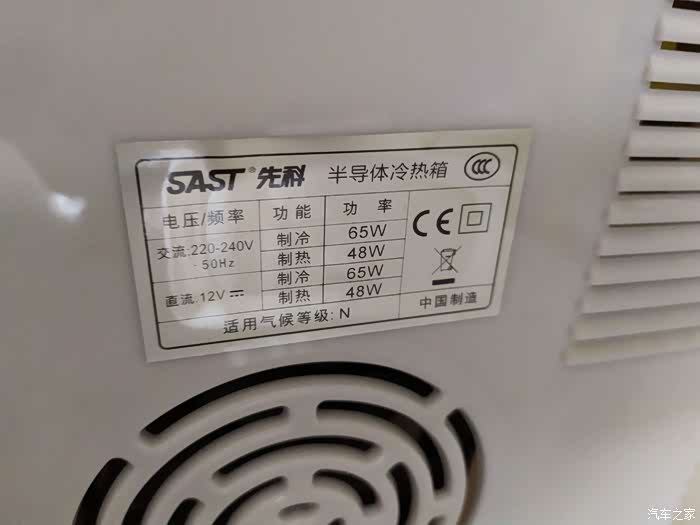 SAST® 先科 半导体冷热箱 CCC
电压/频率 功能 功率
交流:220-240V~50Hz 制冷 65W
制热 48W
直流:12V 制冷 65W
制热 48W
适用气候等级:N
CE
中国制造
汽车之家